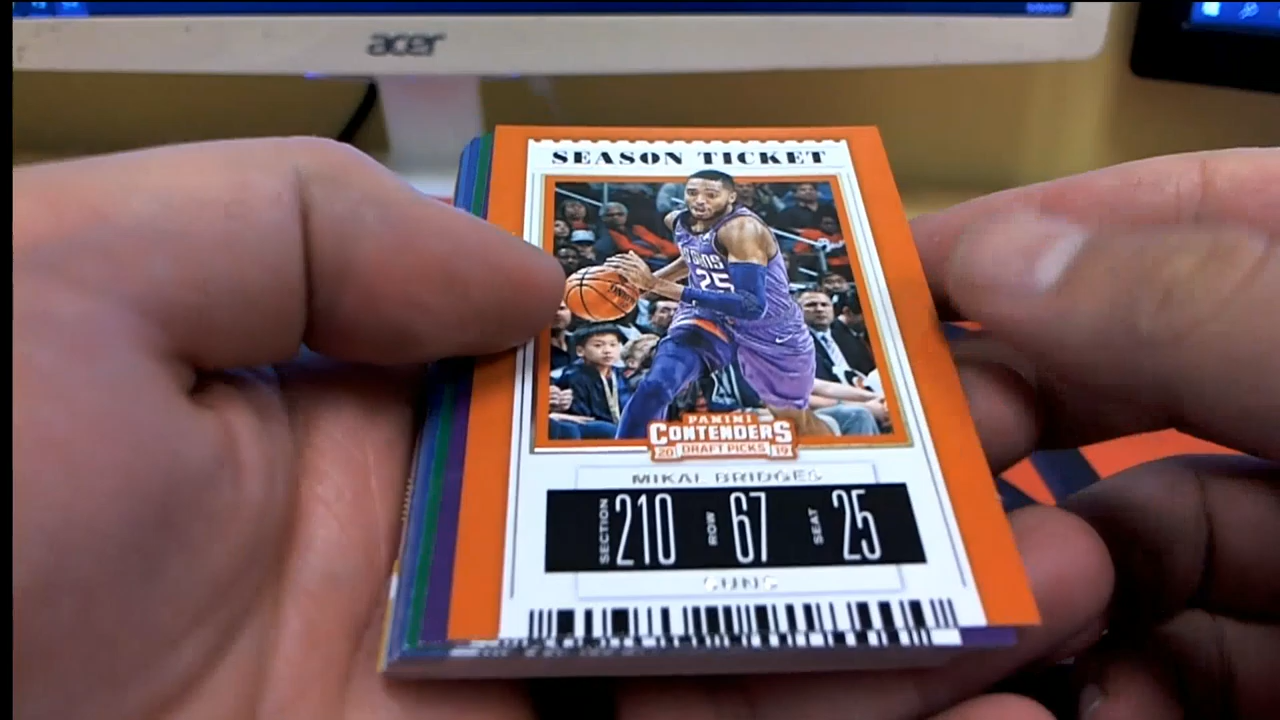 acer
SEASON TICKET
SUNS
25
PANINI
CONTENDERS
20 DRAFT PICKS 19
MIKAL BRIDGES
SECTION 210 ROW 67 SEAT 25
SUNS